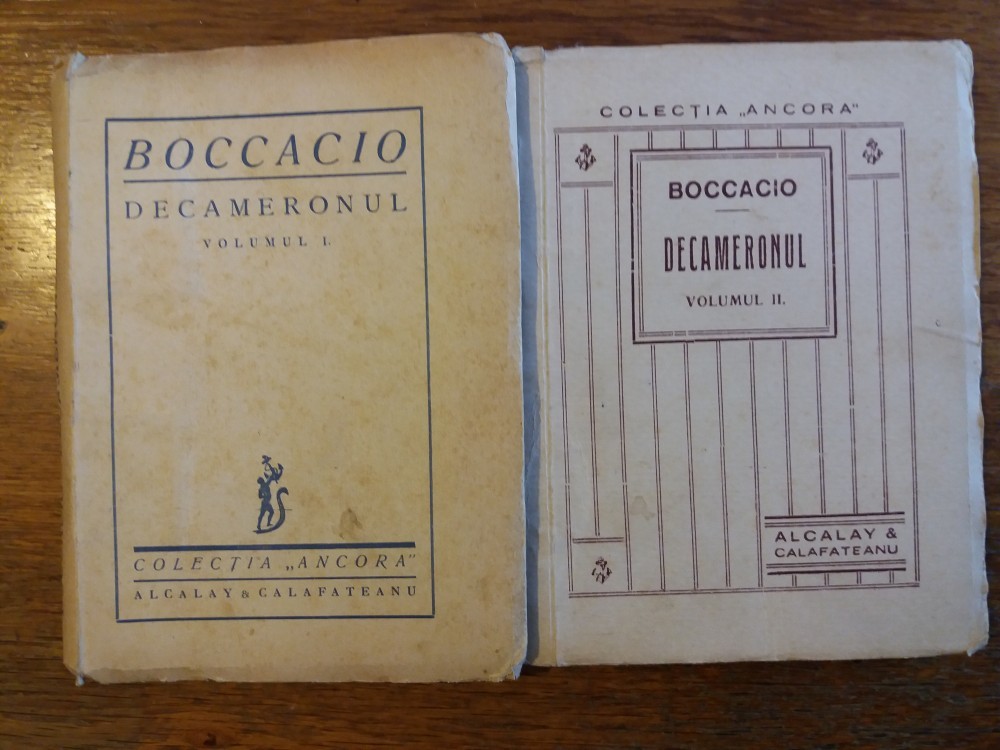 BOCCACIO
DECAMERONUL
VOLUMUL I.
COLECȚIA „ANCORA"
ALCALAY & CALAFATEANU
COLECȚIA „ANCORA"
BOCCACIO
DECAMERONUL
VOLUMUL II.
ALCALAY &
CALAFATEANU